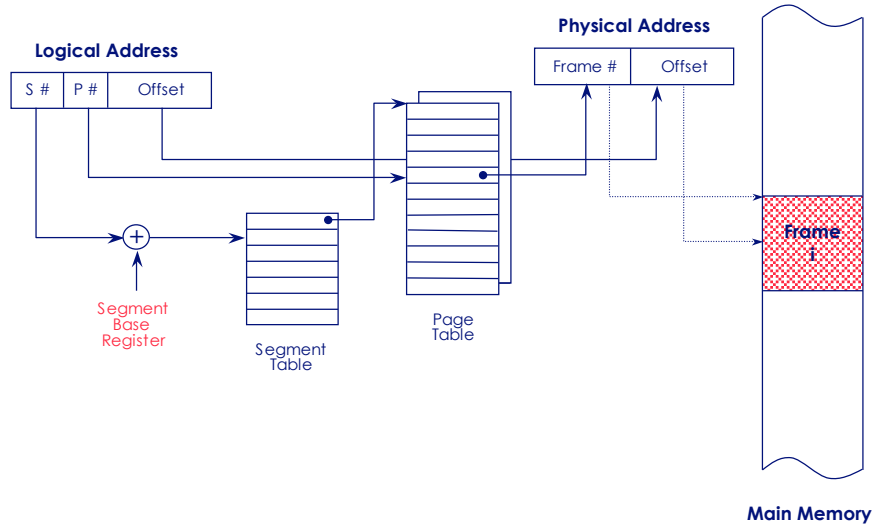 Logical Address
S #
P #
Offset
Physical Address
Frame #
Offset
+
Frame
i
Segment
Base
Register
Segment
Table
Page
Table
Main Memory